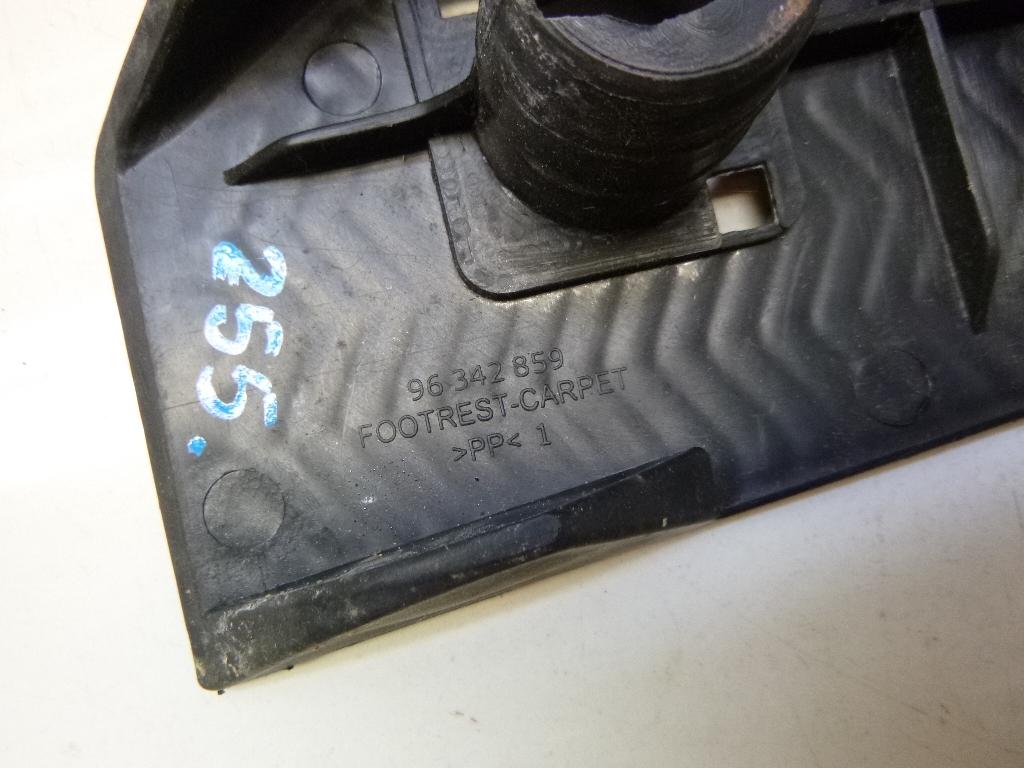 255.
96 342 859
FOOTREST-CARPET
>PP< 1